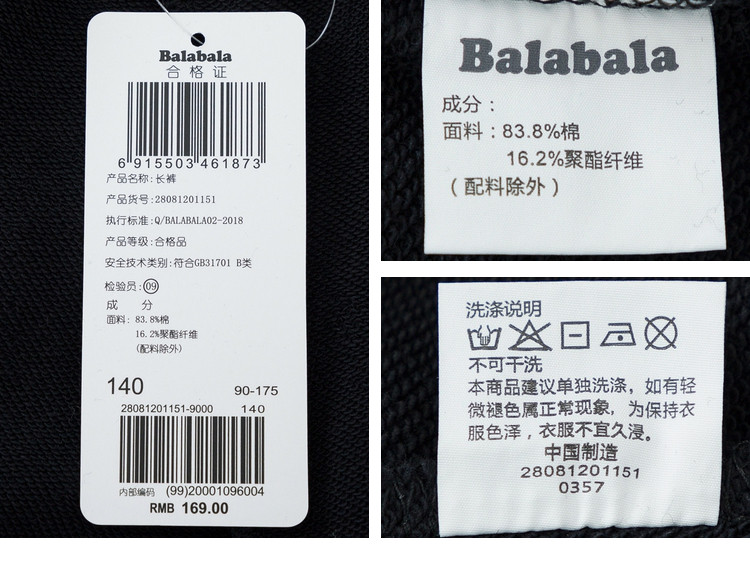 Balabala
合格证
6 915503 461873
产品名称:长裤
产品货号:28081201151
执行标准:Q/BALABALA02-2018
产品等级:合格品
安全技术类别:符合GB31701 B类
检验员:09
成 分
面料: 83.8%棉
16.2%聚酯纤维
(配料除外)
140 90-175
28081201151-9000 140
内部编码 (99)20001096004
RMB 169.00
Balabala
成分：
面料：83.8%棉
16.2%聚酯纤维
（配料除外）
洗涤说明
不可干洗
本商品建议单独洗涤，如有轻
微褪色属正常现象，为保持衣
服色泽，衣服不宜久浸。
中国制造
28081201151
0357